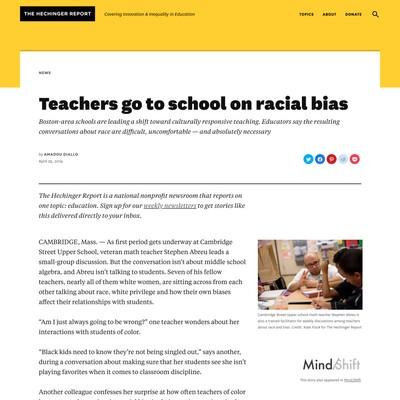 THE HECHINGER REPORT
Covering Innovation & Inequality in Education
TOPICS ABOUT DONATE
NEWS
Teachers go to school on racial bias
Boston-area schools are leading a shift toward culturally responsive teaching. Educators say the resulting
conversations about race are difficult, uncomfortable — and absolutely necessary
by AMADOU DIALLO
The Hechinger Report is a national nonprofit newsroom that reports on
one topic: education. Sign up for our weekly newsletters to get stories like
this delivered directly to your inbox.
CAMBRIDGE, Mass. — As first period gets underway at Cambridge
Street Upper School, veteran math teacher Stephen Abreu leads a
small-group discussion. But the conversation isn't about middle school
algebra, and Abreu isn't talking to students. Seven of his fellow
teachers, nearly all of them white women, are sitting across from each
other talking about race, white privilege and how their own biases
affect their relationships with students.
Cambridge Street Upper School math teacher Stephen Abreu is
also a trained facilitator for weekly discussions among teachers
about race and bias. Credit: Kate Flock for The Hechinger Report
"Am I just always going to be wrong?" one teacher wonders about her
interactions with students of color.
"Black kids need to know they're not being singled out," says another,
during a conversation about making sure that her students see she isn't
playing favorites when it comes to classroom discipline.
Mind/Shift
This story also appeared in Mind/Shift
Another colleague confesses her surprise at how often teachers of color